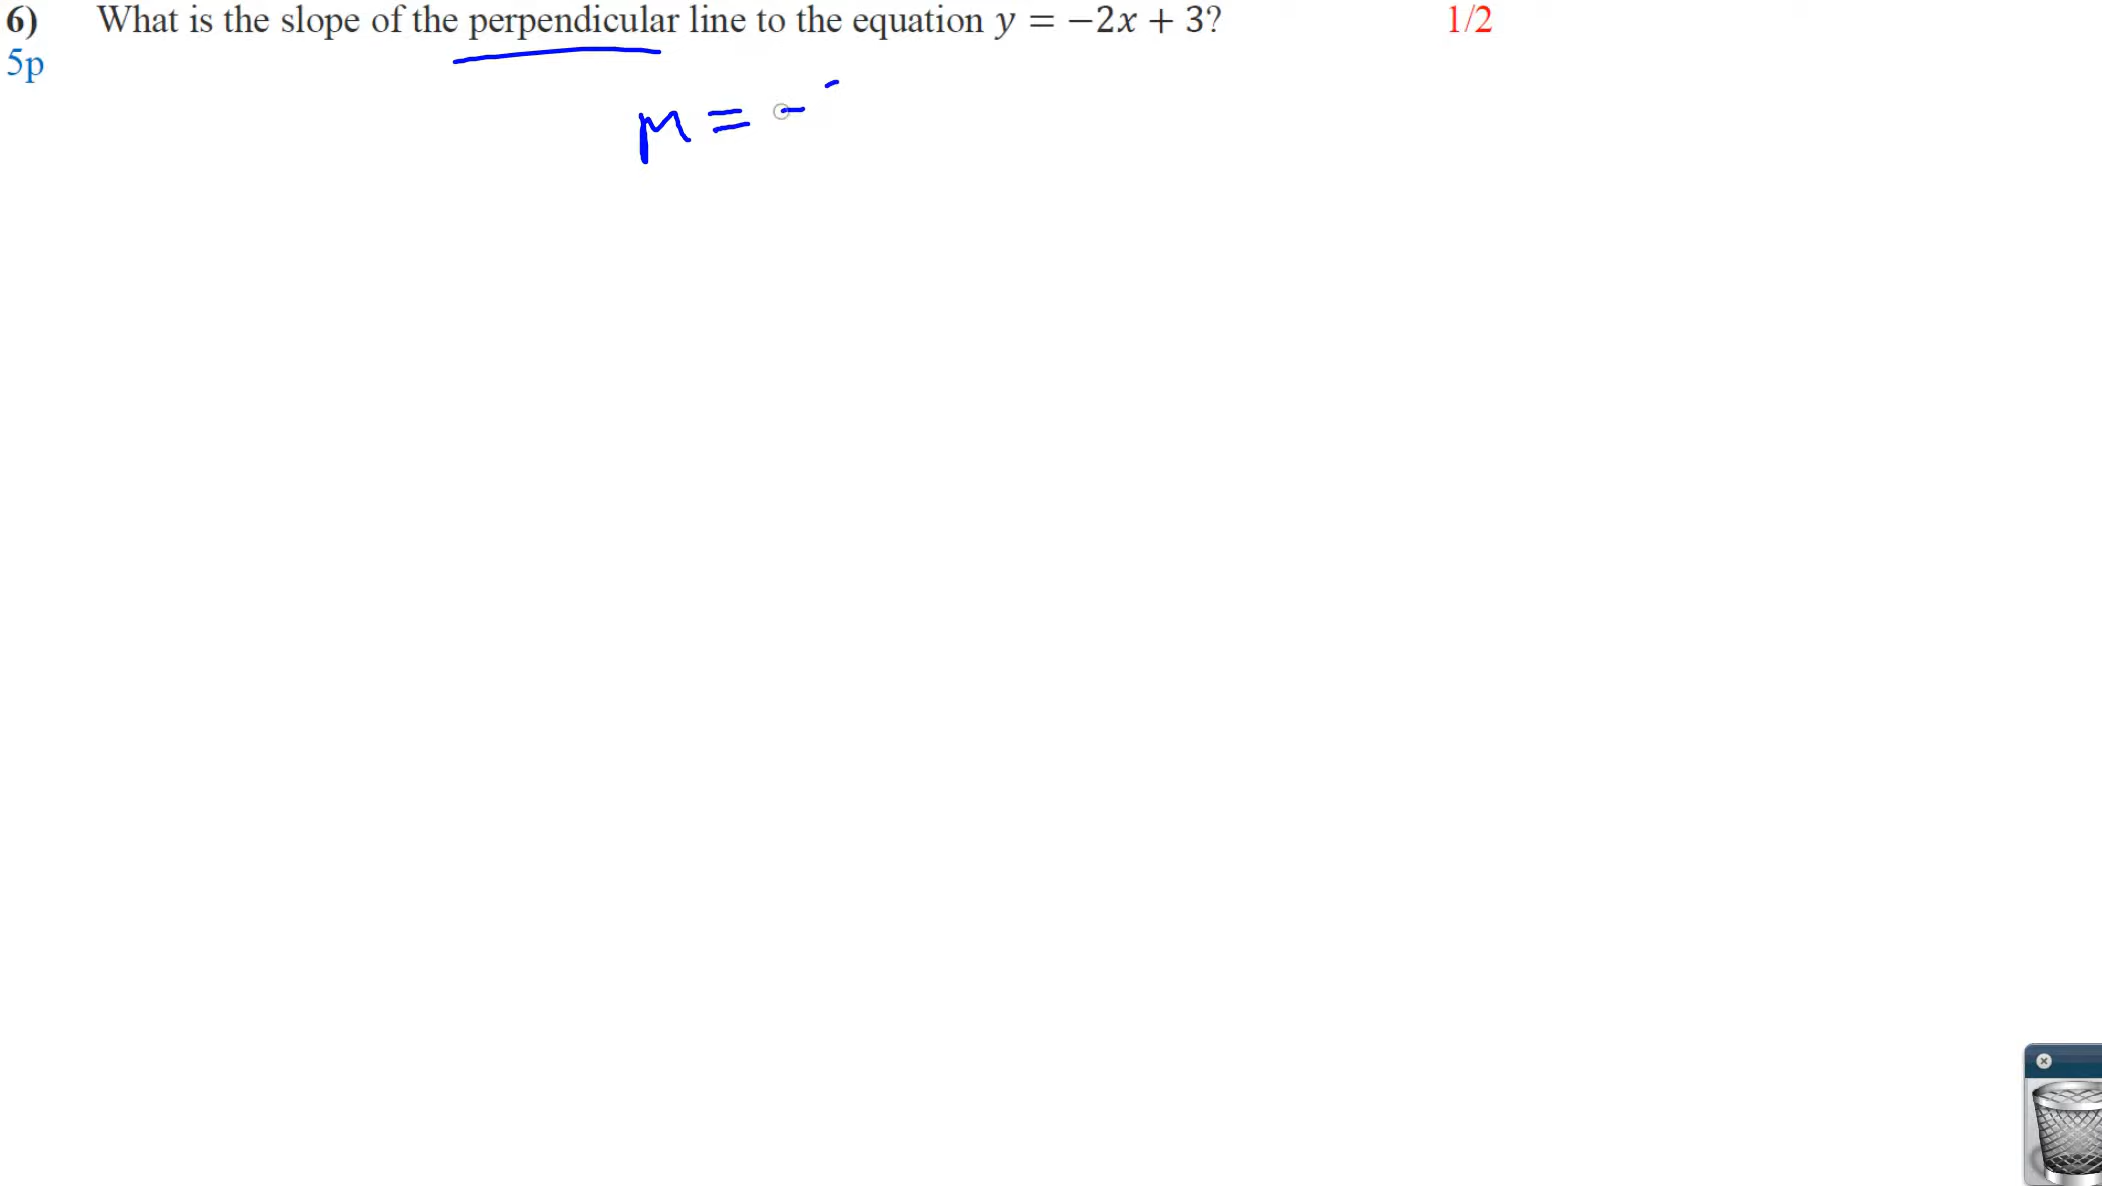 6) What is the slope of the perpendicular line to the equation y = −2x + 3? 1/2
5p
m = -